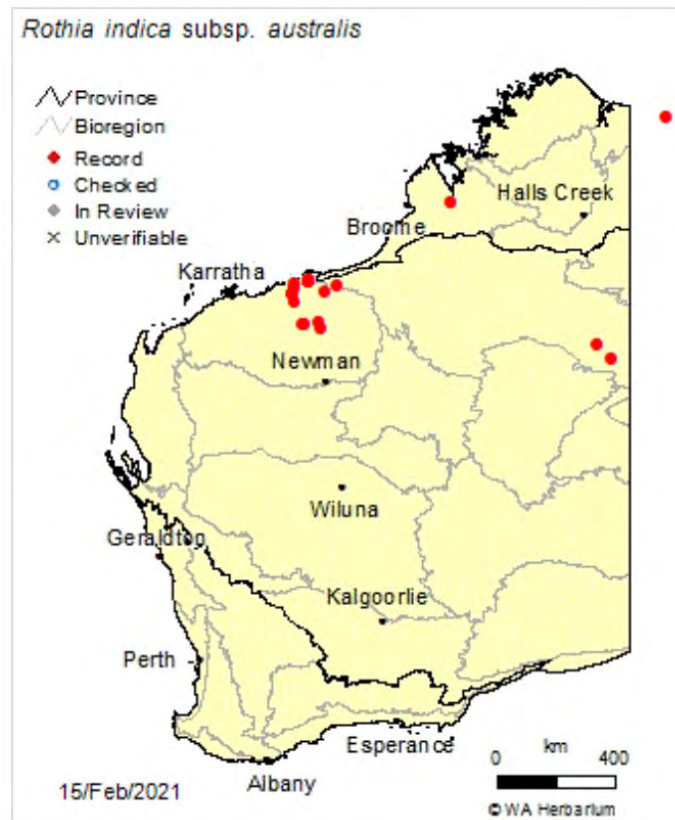 Rothia indica subsp. australis
Province
Bioregion
Record
Checked
In Review
Unverifiable
Halls Creek
Broome
Karratha
Newman
Wiluna
Geraldton
Kalgoorlie
Perth
Esperance
Albany
km
0 400
15/Feb/2021
© WA Herbarium